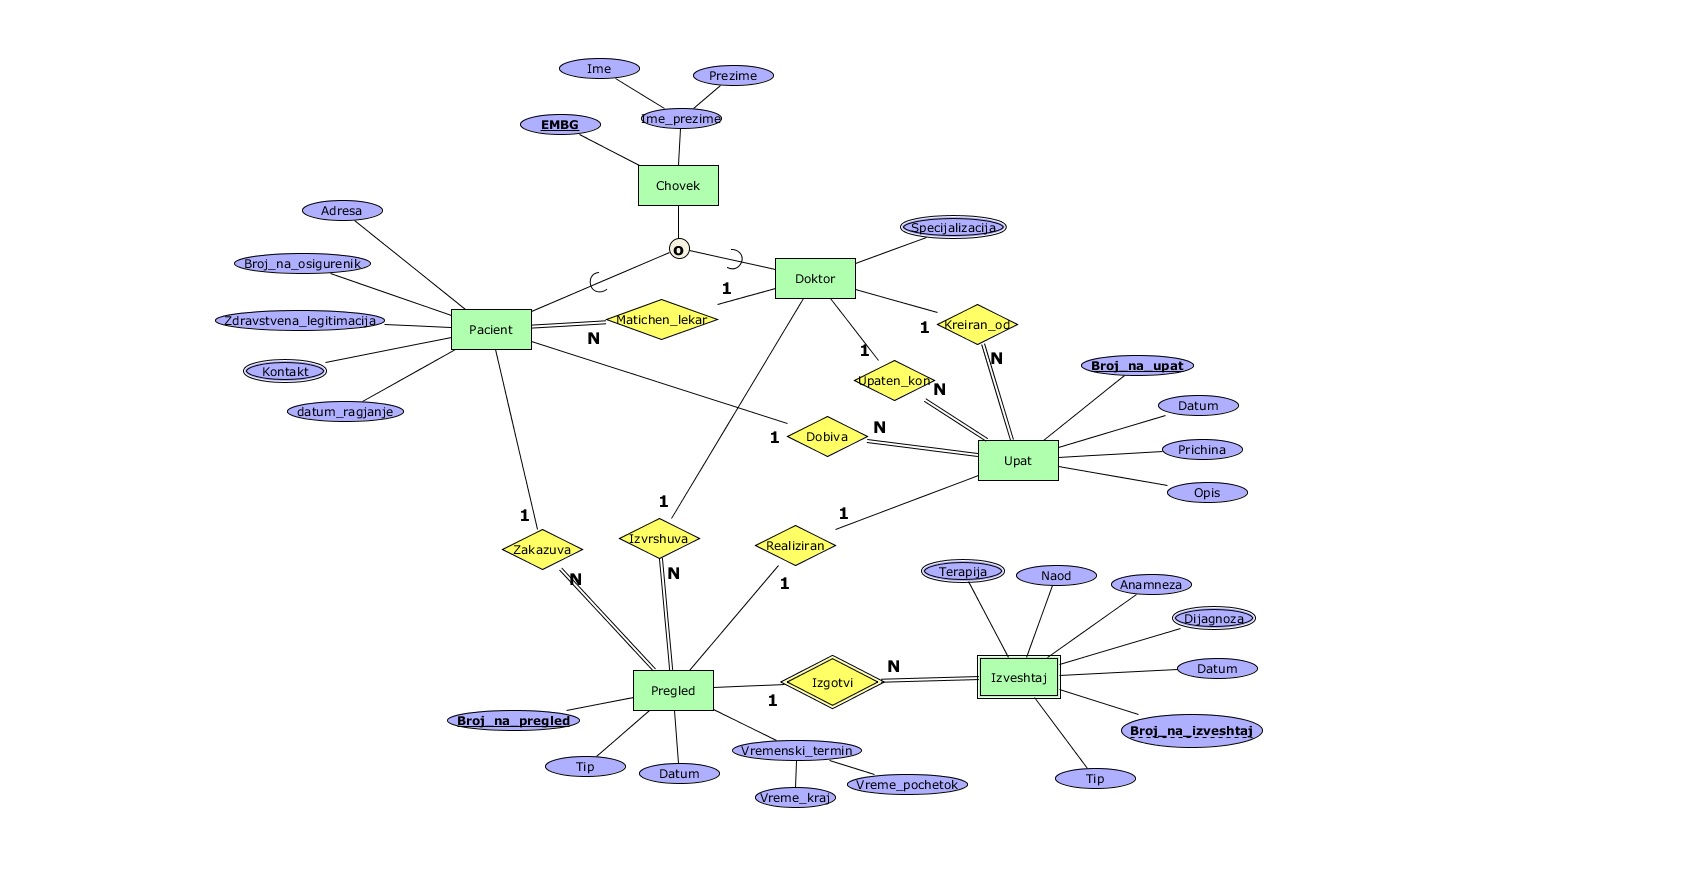 Ime
Prezime
Ime_prezime
EMBG
Chovek
Adresa
o
Specijalizacija
Broj_na_osigurenik
Doktor
1
Zdravstvena_legitimacija
Pacient
Matichen_lekar
N
1
Kreiran_od
N
1
Upaten_kon
N
Broj_na_upat
Kontakt
datum_ragjanje
Datum
1
Dobiva
N
Prichina
Upat
Opis
1
1
1
Zakazuva
Izvrshuva
Realiziran
N
N
1
Terapija
Naod
Anamneza
Dijagnoza
N
Izveshtaj
Datum
Izgotvi
1
Pregled
Broj_na_pregled
Broj_na_izveshtaj
Vremenski_termin
Tip
Datum
Vreme_pochetok
Vreme_kraj
Tip